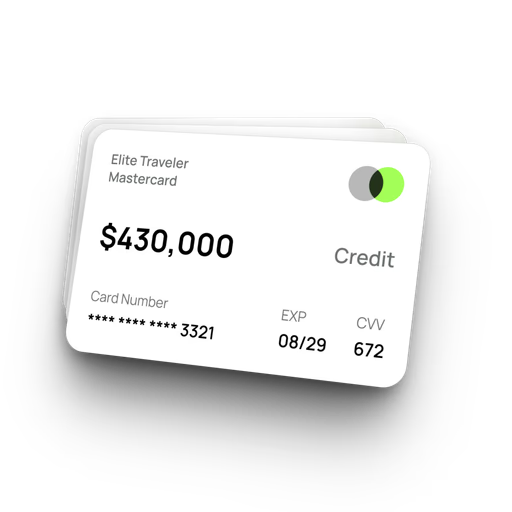 Elite Traveler
Mastercard
$430,000
Credit
Card Number
**** **** **** 3321
EXP
08/29
CVV
672